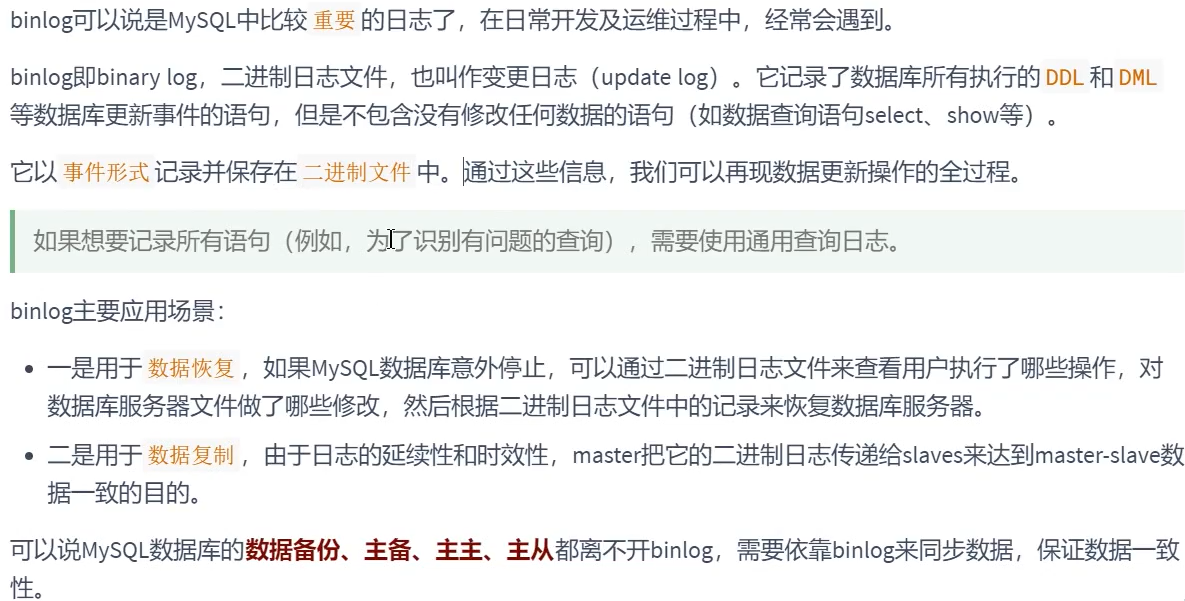 binlog可以说是MySQL中比较 重要 的日志了，在日常开发及运维过程中，经常会遇到。
binlog即binary log，二进制日志文件，也叫作变更日志（update log）。它记录了数据库所有执行的 DDL 和 DML
等数据库更新事件的语句，但是不包含没有修改任何数据的语句（如数据查询语句select、show等）。
它以 事件形式 记录并保存在 二进制文件 中。通过这些信息，我们可以再现数据更新操作的全过程。
如果想要记录所有语句（例如，为了识别有问题的查询），需要使用通用查询日志。
binlog主要应用场景：
• 一是用于 数据恢复 ，如果MySQL数据库意外停止，可以通过二进制日志文件来查看用户执行了哪些操作，对
数据库服务器文件做了哪些修改，然后根据二进制日志文件中的记录来恢复数据库服务器。
• 二是用于 数据复制 ，由于日志的延续性和时效性，master把它的二进制日志传递给slaves来达到master-slave数
据一致的目的。
可以说MySQL数据库的数据备份、主备、主主、主从都离不开binlog，需要依靠binlog来同步数据，保证数据一致
性。